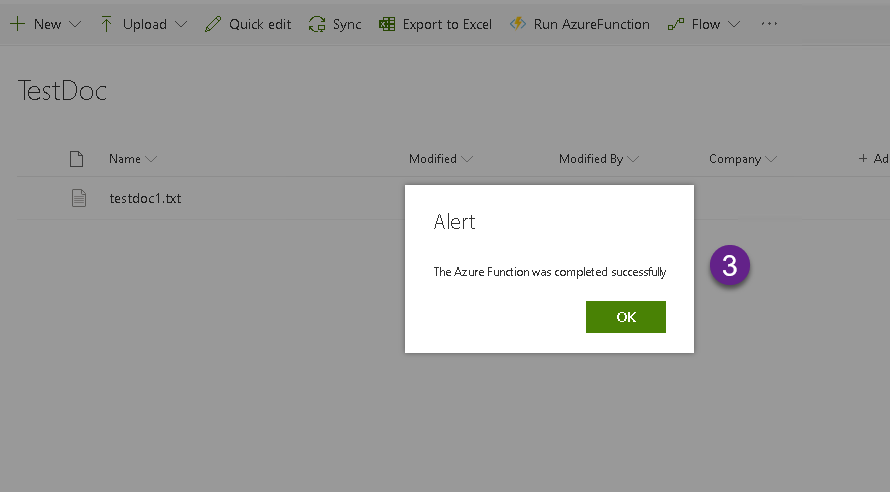 New Upload Quick edit Sync Export to Excel Run AzureFunction Flow ...
TestDoc
Name Modified Modified By Company + Ad
testdoc1.txt
Alert
The Azure Function was completed successfully
3
OK